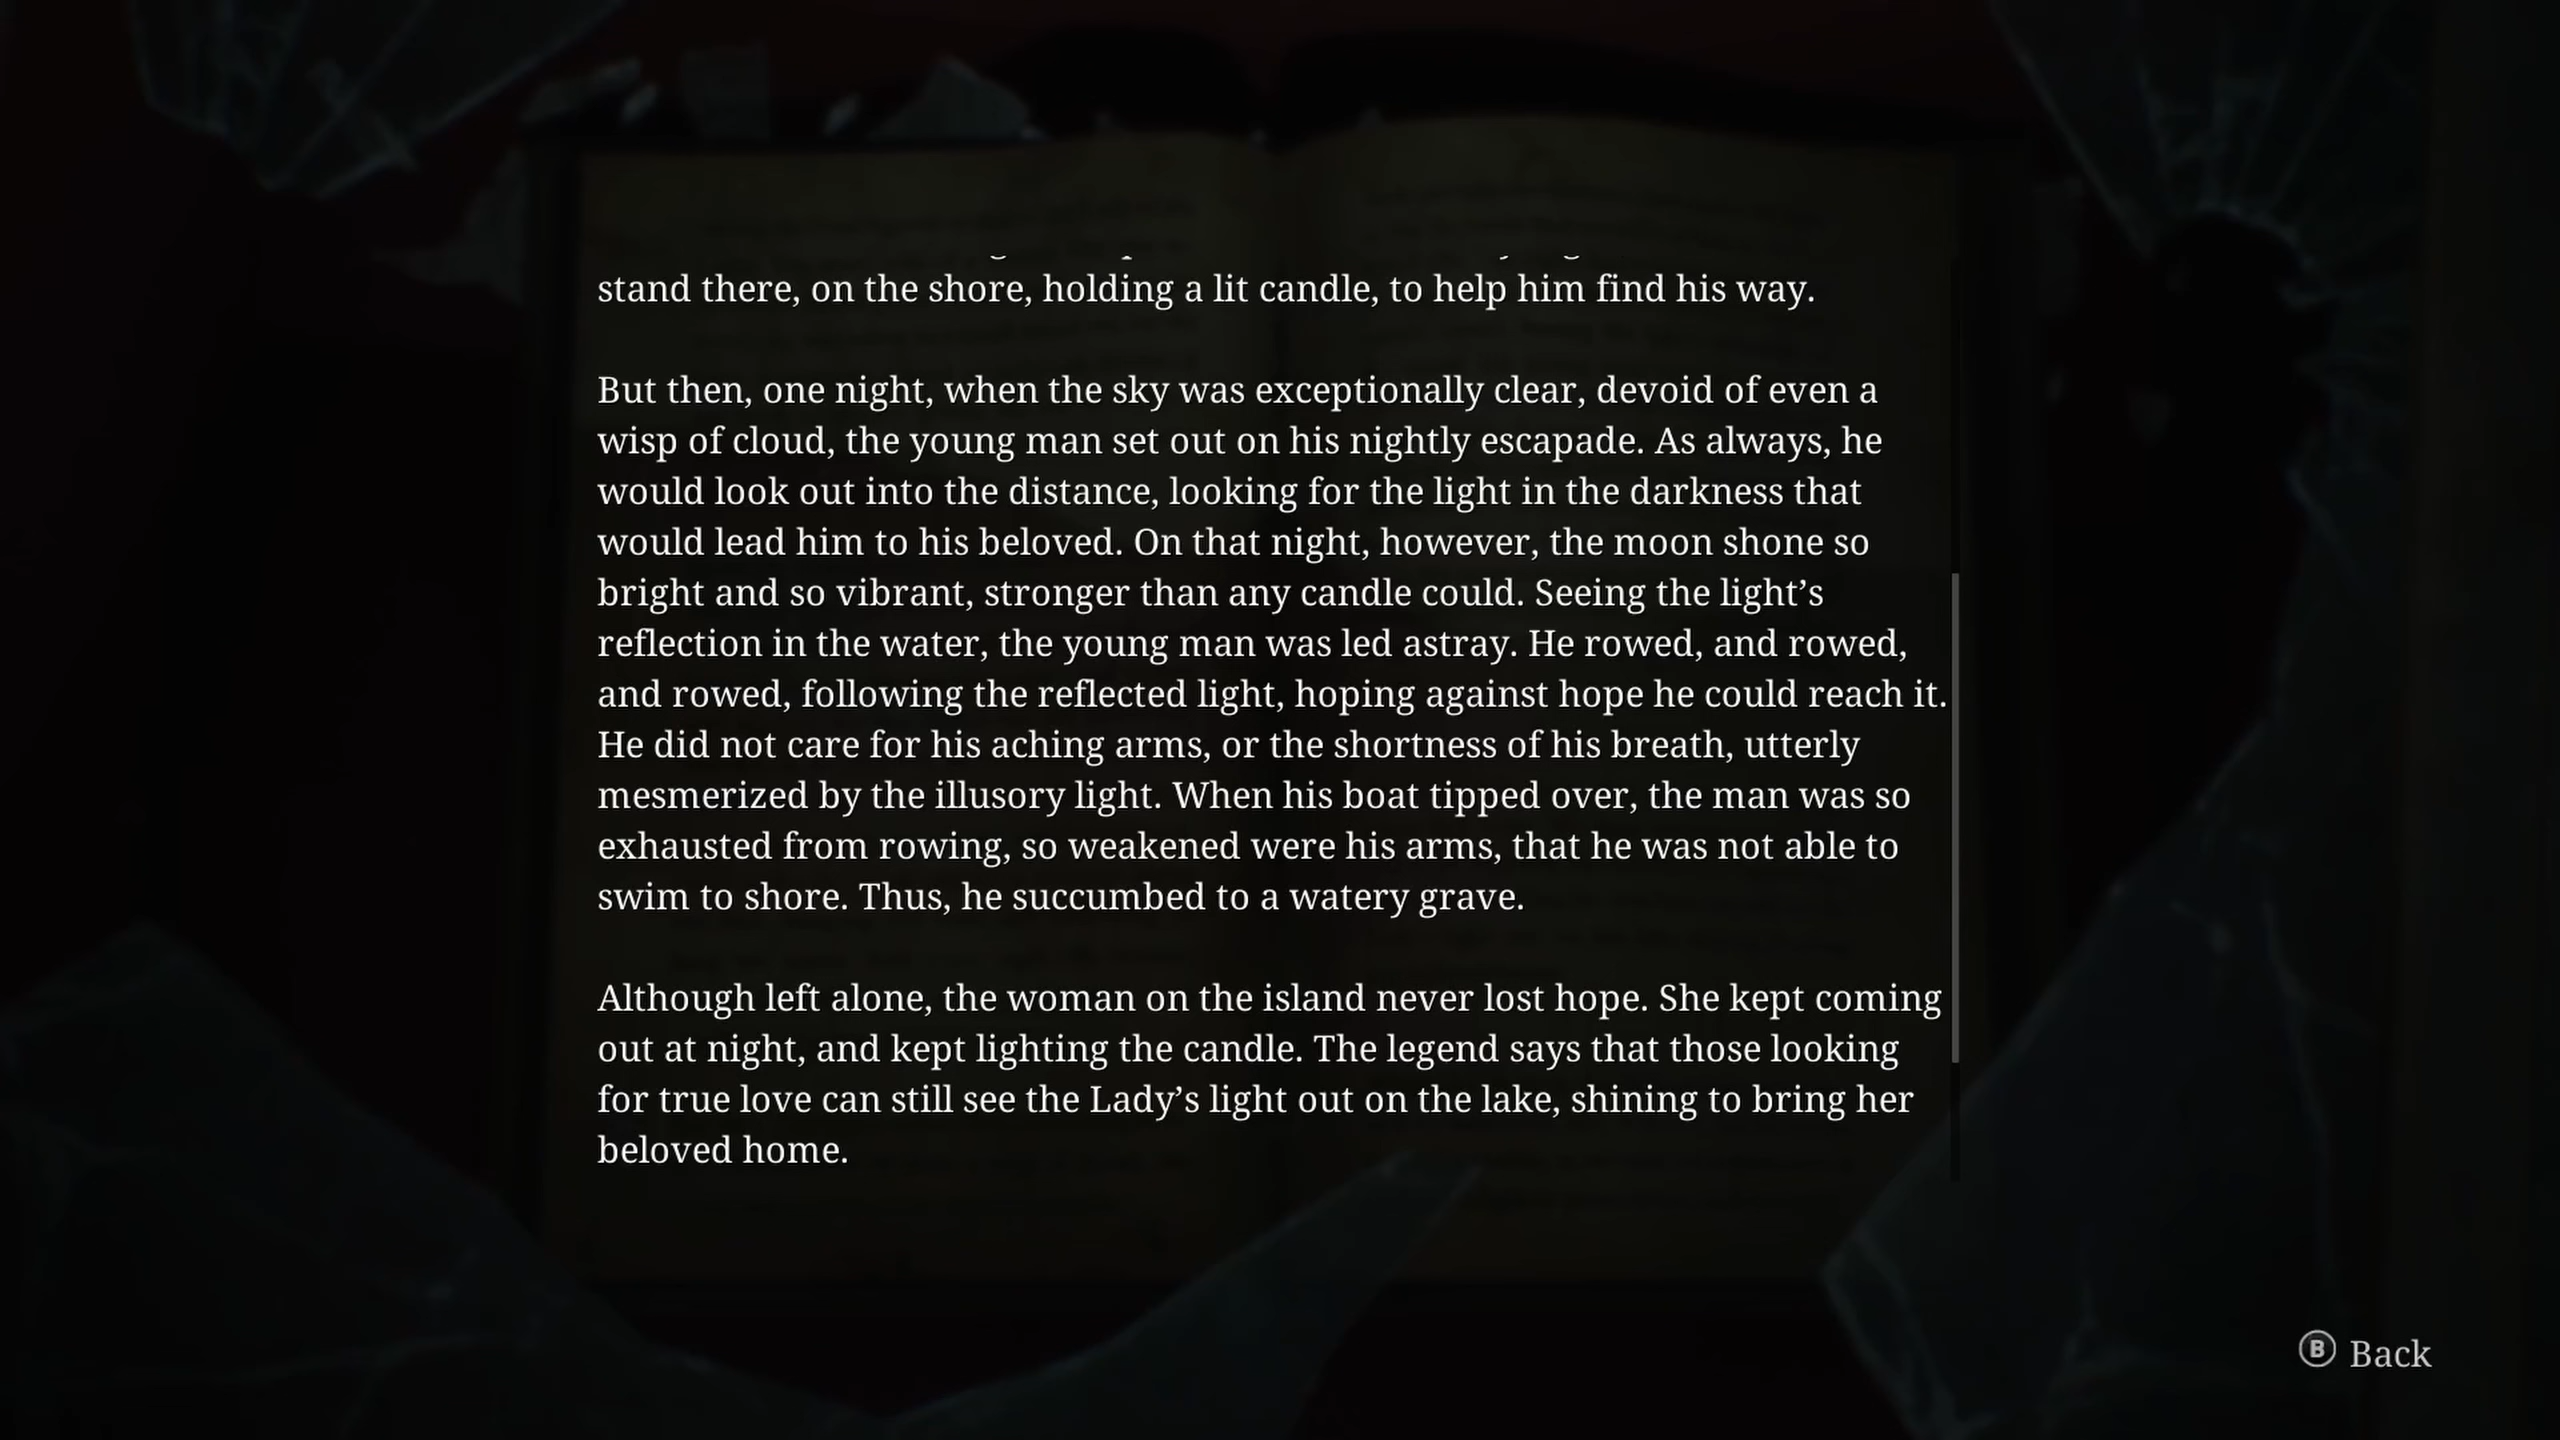 stand there, on the shore, holding a lit candle, to help him find his way.
But then, one night, when the sky was exceptionally clear, devoid of even a
wisp of cloud, the young man set out on his nightly escapade. As always, he
would look out into the distance, looking for the light in the darkness that
would lead him to his beloved. On that night, however, the moon shone so
bright and so vibrant, stronger than any candle could. Seeing the light’s
reflection in the water, the young man was led astray. He rowed, and rowed,
and rowed, following the reflected light, hoping against hope he could reach it.
He did not care for his aching arms, or the shortness of his breath, utterly
mesmerized by the illusory light. When his boat tipped over, the man was so
exhausted from rowing, so weakened were his arms, that he was not able to
swim to shore. Thus, he succumbed to a watery grave.
Although left alone, the woman on the island never lost hope. She kept coming
out at night, and kept lighting the candle. The legend says that those looking
for true love can still see the Lady’s light out on the lake, shining to bring her
beloved home.
B Back